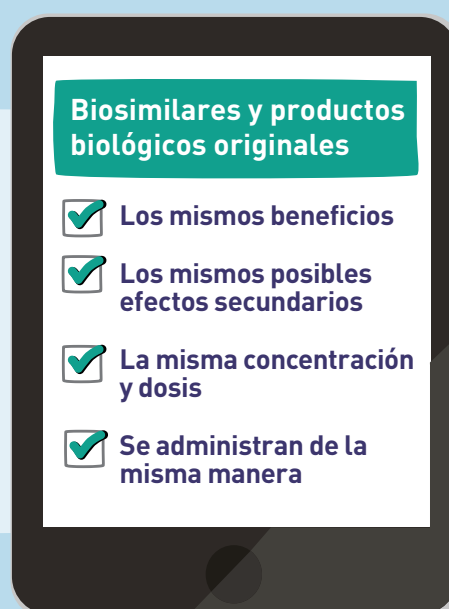 Biosimilares y productos
biológicos originales
Los mismos beneficios
Los mismos posibles
efectos secundarios
La misma concentración
y dosis
Se administran de la
misma manera